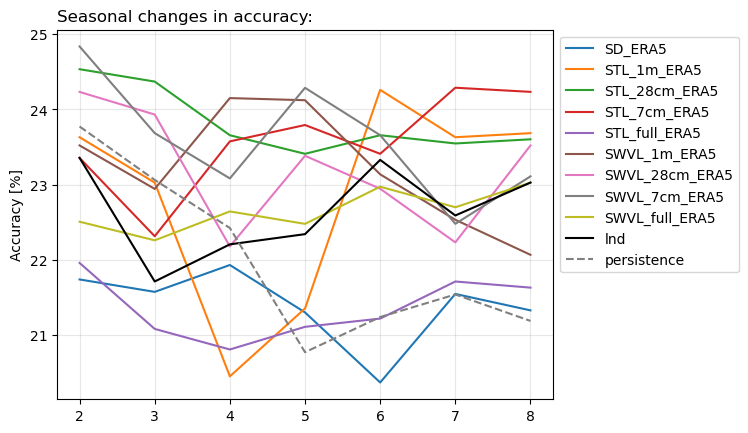 Seasonal changes in accuracy:
Accuracy [%]
25
24
23
22
21
2 3 4 5 6 7 8
SD_ERA5
STL_1m_ERA5
STL_28cm_ERA5
STL_7cm_ERA5
STL_full_ERA5
SWVL_1m_ERA5
SWVL_28cm_ERA5
SWVL_7cm_ERA5
SWVL_full_ERA5
lnd
persistence